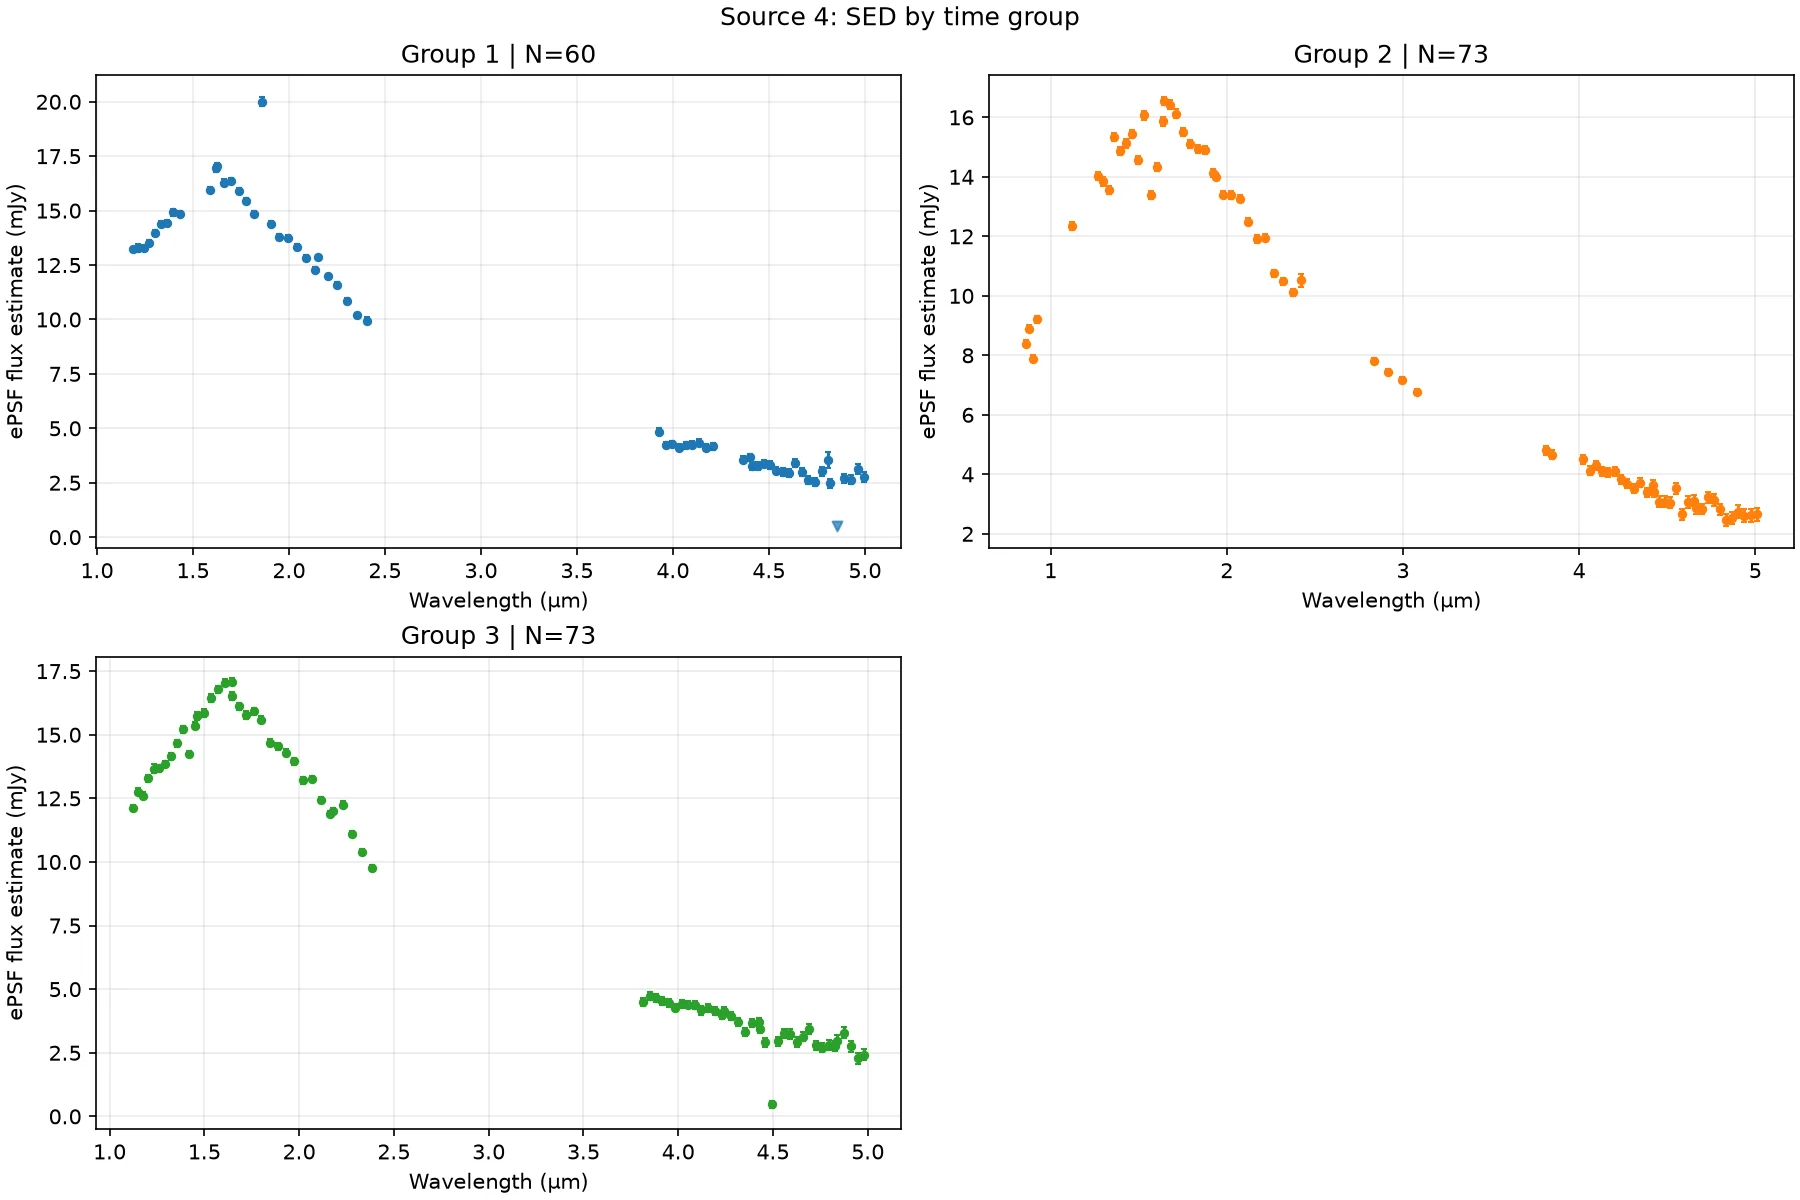 Source 4: SED by time group
Group 1 | N=60
ePSF flux estimate (mJy)
20.0
17.5
15.0
12.5
10.0
7.5
5.0
2.5
0.0
1.0 1.5 2.0 2.5 3.0 3.5 4.0 4.5 5.0
Wavelength (μm)
Group 2 | N=73
ePSF flux estimate (mJy)
16
14
12
10
8
6
4
2
1 2 3 4 5
Wavelength (μm)
Group 3 | N=73
ePSF flux estimate (mJy)
17.5
15.0
12.5
10.0
7.5
5.0
2.5
0.0
1.0 1.5 2.0 2.5 3.0 3.5 4.0 4.5 5.0
Wavelength (μm)